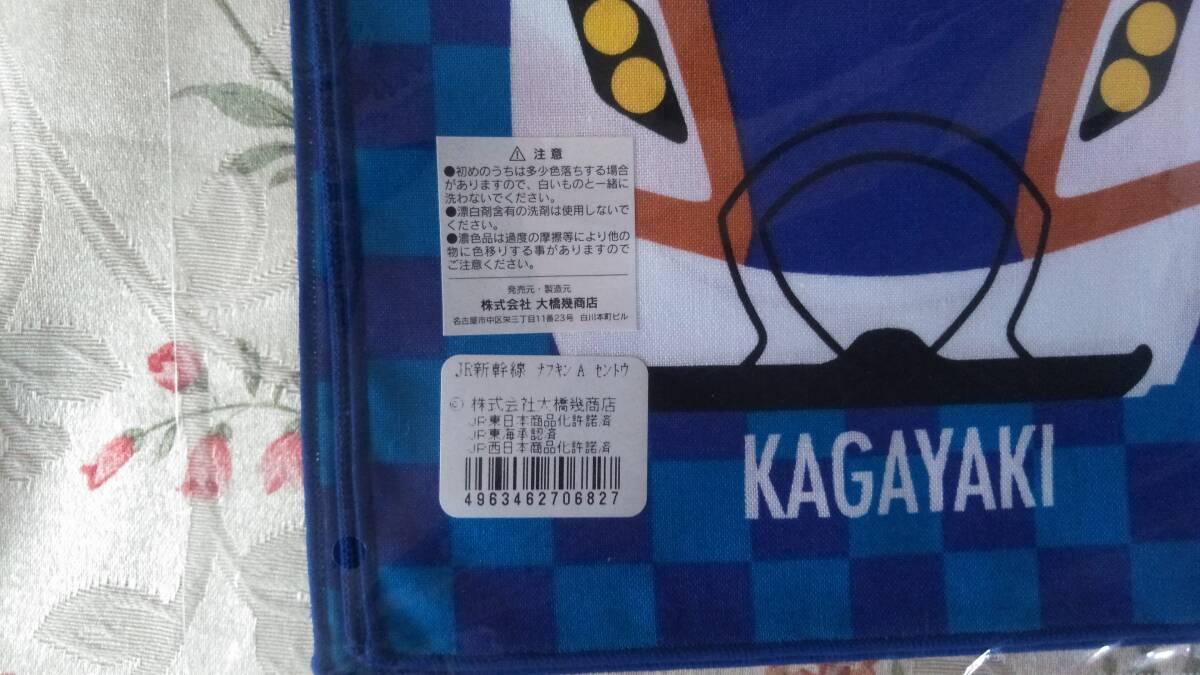 ⚠ 注意
●初めのうちは多少色落ちする場合
がありますので、白いものと一緒に
洗わないでください。
●漂白剤含有の洗剤は使用しないで
ください。
●濃色品は過度の摩擦等により他の
物に色移りする事がありますので
ご注意ください。
発売元・製造元
株式会社 大橋幾商店
名古屋市中区栄三丁目11番23号 白川本町ビル
JR新幹線 ナフキン A セントウ
© 株式会社大橋幾商店
JR東日本商品化許諾済
JR東海承認済
JR西日本商品化許諾済
4963462706827
KAGAYAKI